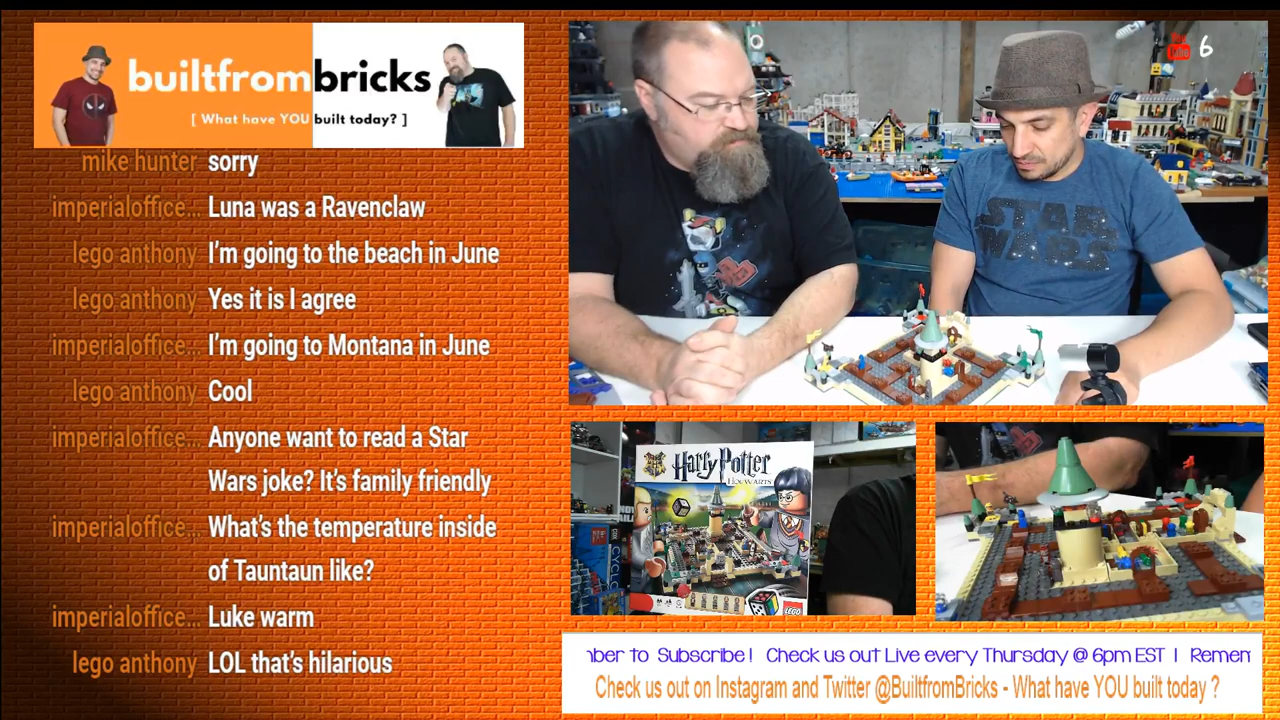 builtfrombricks
[ What have YOU built today? ]
mike hunter sorry
imperialoffice... Luna was a Ravenclaw
lego anthony I'm going to the beach in June
lego anthony Yes it is I agree
imperialoffice... I'm going to Montana in June
lego anthony Cool
imperialoffice... Anyone want to read a Star
Wars joke? It's family friendly
imperialoffice... What's the temperature inside
of Tauntaun like?
imperialoffice... Luke warm
lego anthony LOL that's hilarious
You
Tube 6
STAR
WARS
Harry Potter
HOGWARTS
LEGO
nber to Subscribe! Check us out Live every Thursday @ 6pm EST | Remem
Check us out on Instagram and Twitter @BuiltfromBricks - What have YOU built today ?